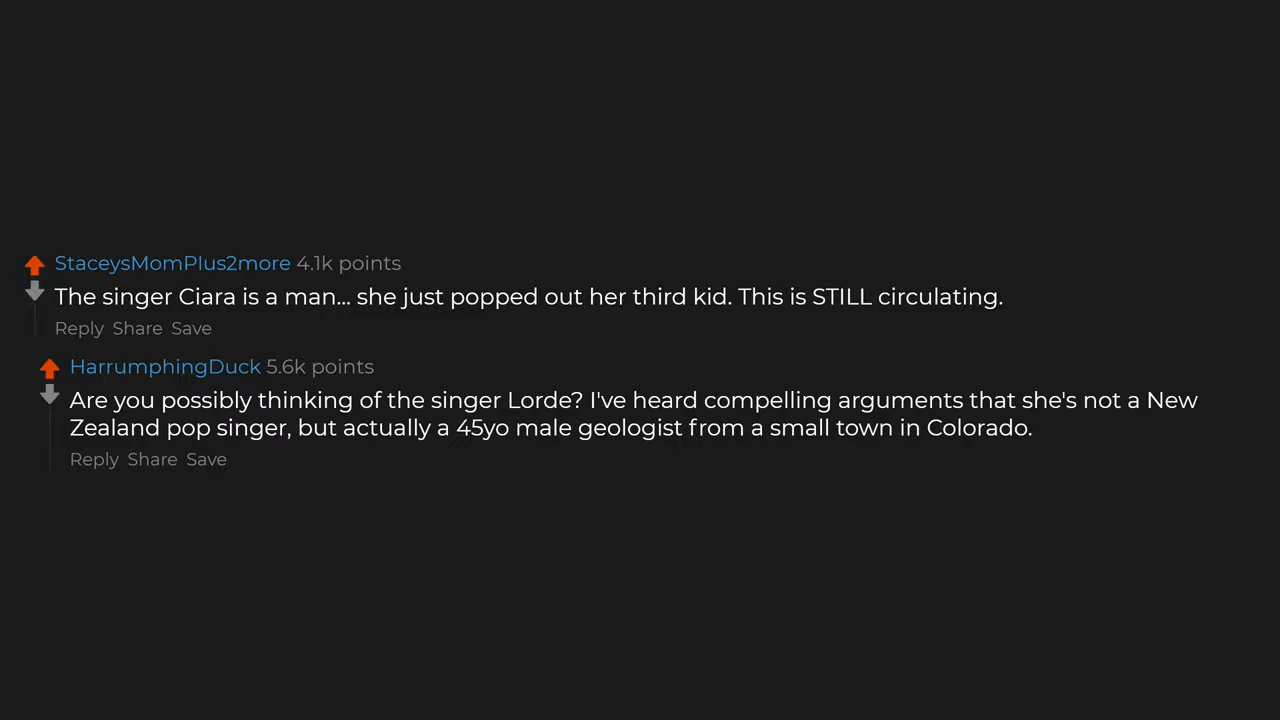 StaceysMomPlus2more 4.1k points
The singer Ciara is a man... she just popped out her third kid. This is STILL circulating.
Reply Share Save
HarrumphingDuck 5.6k points
Are you possibly thinking of the singer Lorde? I've heard compelling arguments that she's not a New
Zealand pop singer, but actually a 45yo male geologist from a small town in Colorado.
Reply Share Save